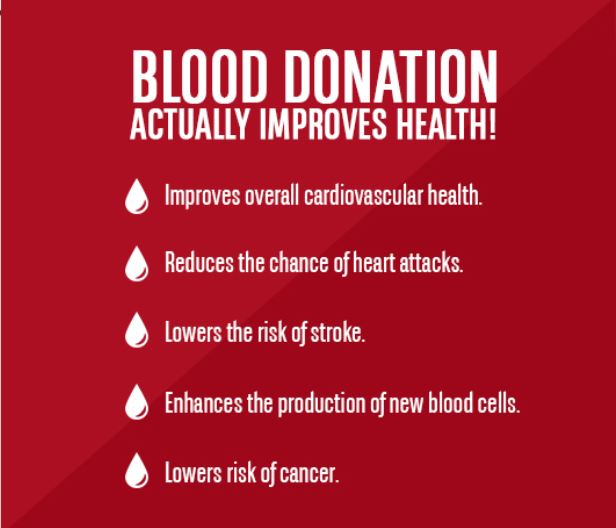 BLOOD DONATION
ACTUALLY IMPROVES HEALTH!
Improves overall cardiovascular health.
Reduces the chance of heart attacks.
Lowers the risk of stroke.
Enhances the production of new blood cells.
Lowers risk of cancer.